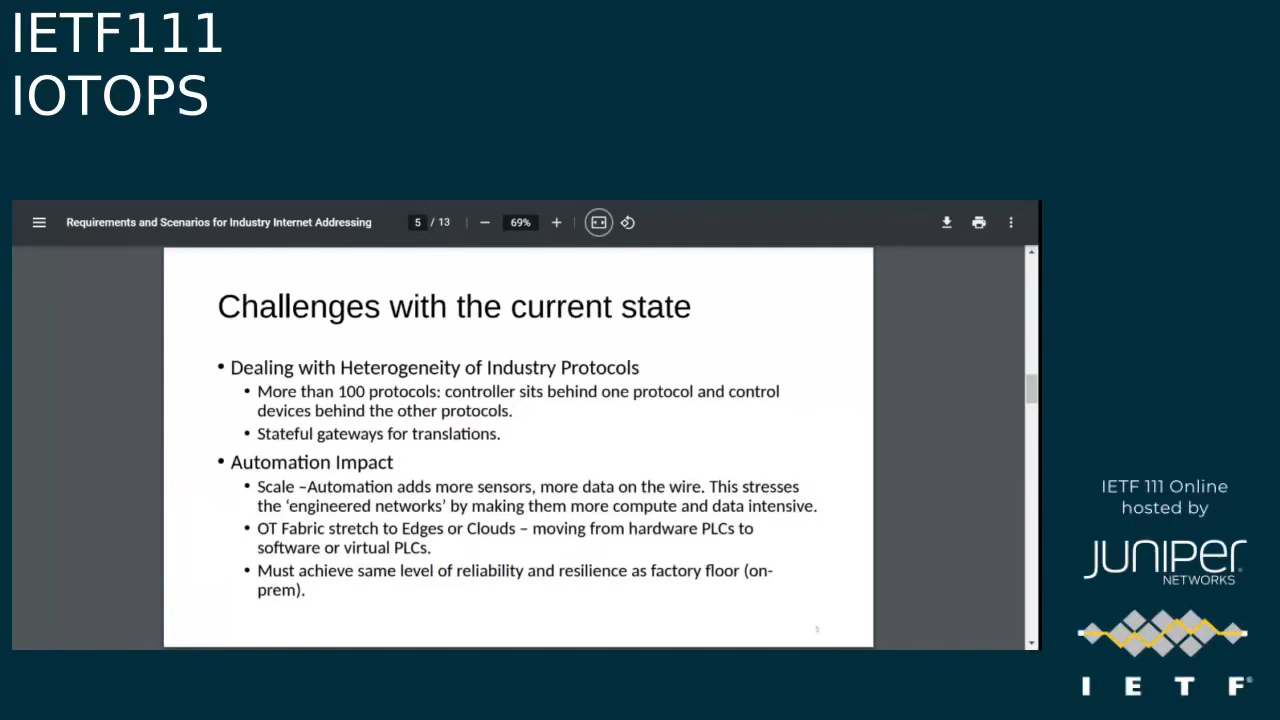 IETF111
IOTOPS
Requirements and Scenarios for Industry Internet Addressing 5 / 13 69%
Challenges with the current state
• Dealing with Heterogeneity of Industry Protocols
• More than 100 protocols: controller sits behind one protocol and control
devices behind the other protocols.
• Stateful gateways for translations.
• Automation Impact
• Scale –Automation adds more sensors, more data on the wire. This stresses
the ‘engineered networks’ by making them more compute and data intensive.
• OT Fabric stretch to Edges or Clouds – moving from hardware PLCs to
software or virtual PLCs.
• Must achieve same level of reliability and resilience as factory floor (on-
prem).
5
IETF 111 Online
hosted by
JUNIPER
NETWORKS
I E T F®